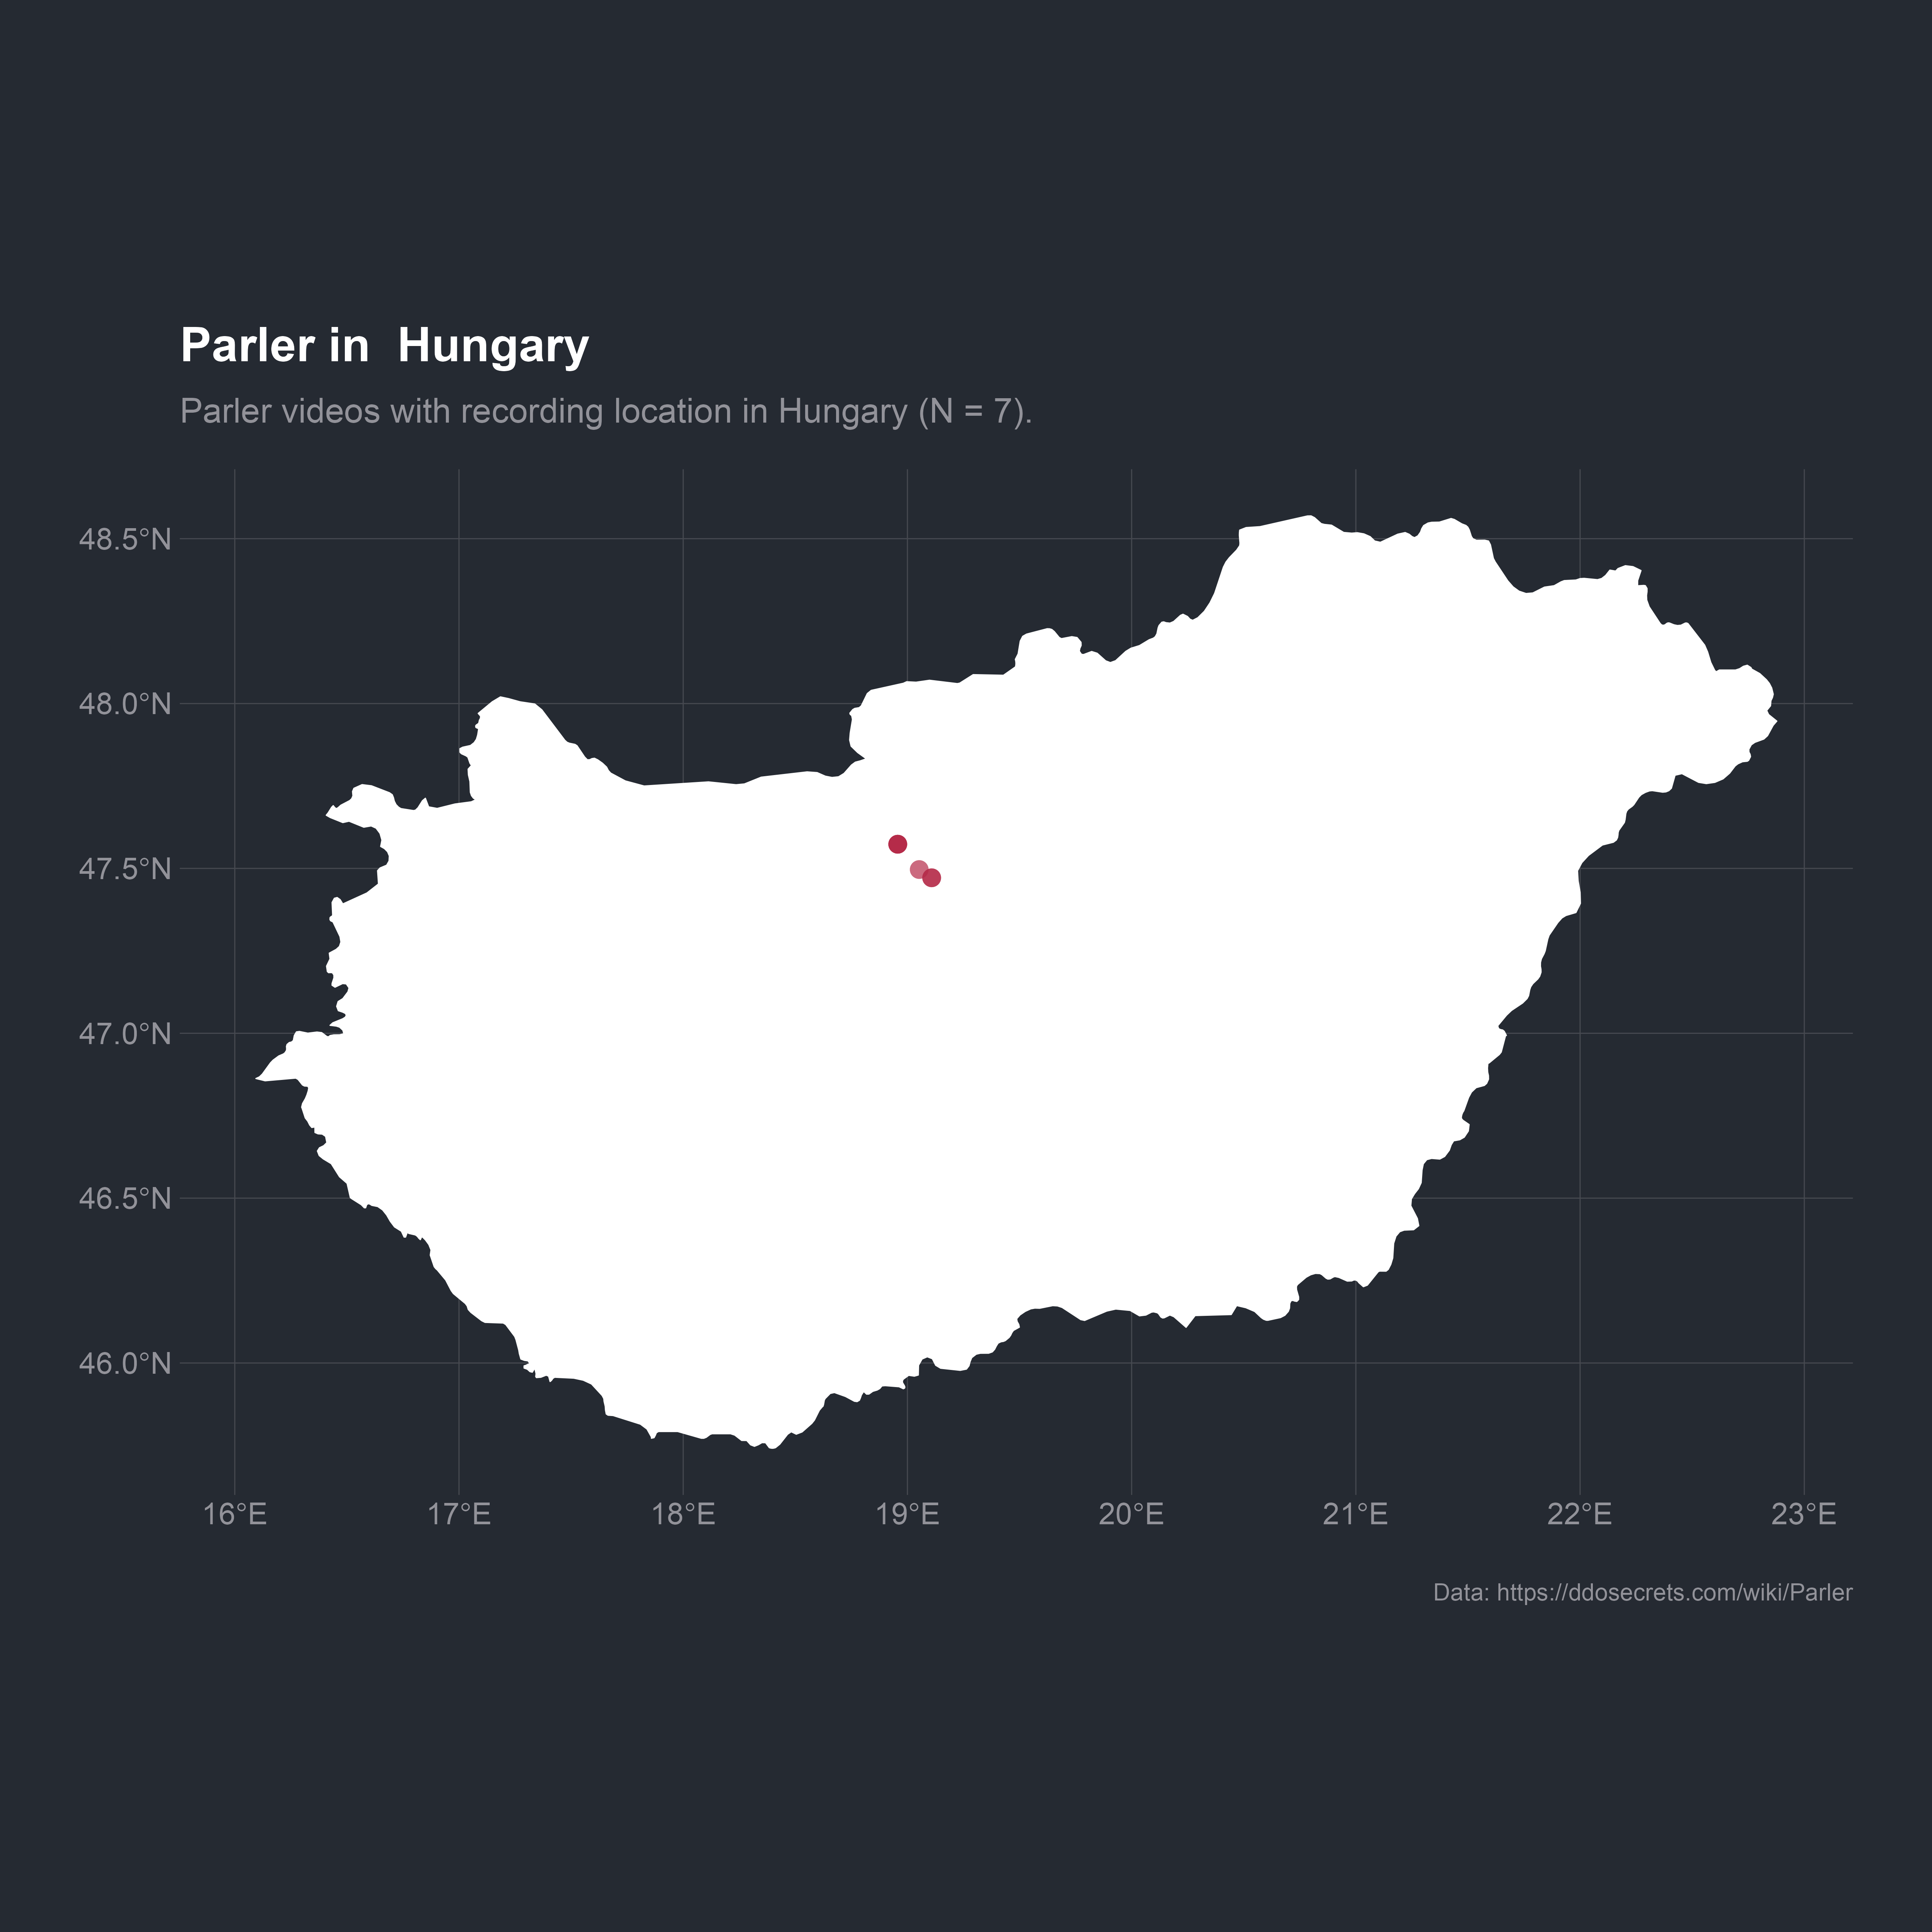 Parler in  Hungary
Parler videos with recording location in Hungary (N = 7).
48.5°N
48.0°N
47.5°N
47.0°N
46.5°N
46.0°N
16°E 17°E 18°E 19°E 20°E 21°E 22°E 23°E
Data: https://ddosecrets.com/wiki/Parler